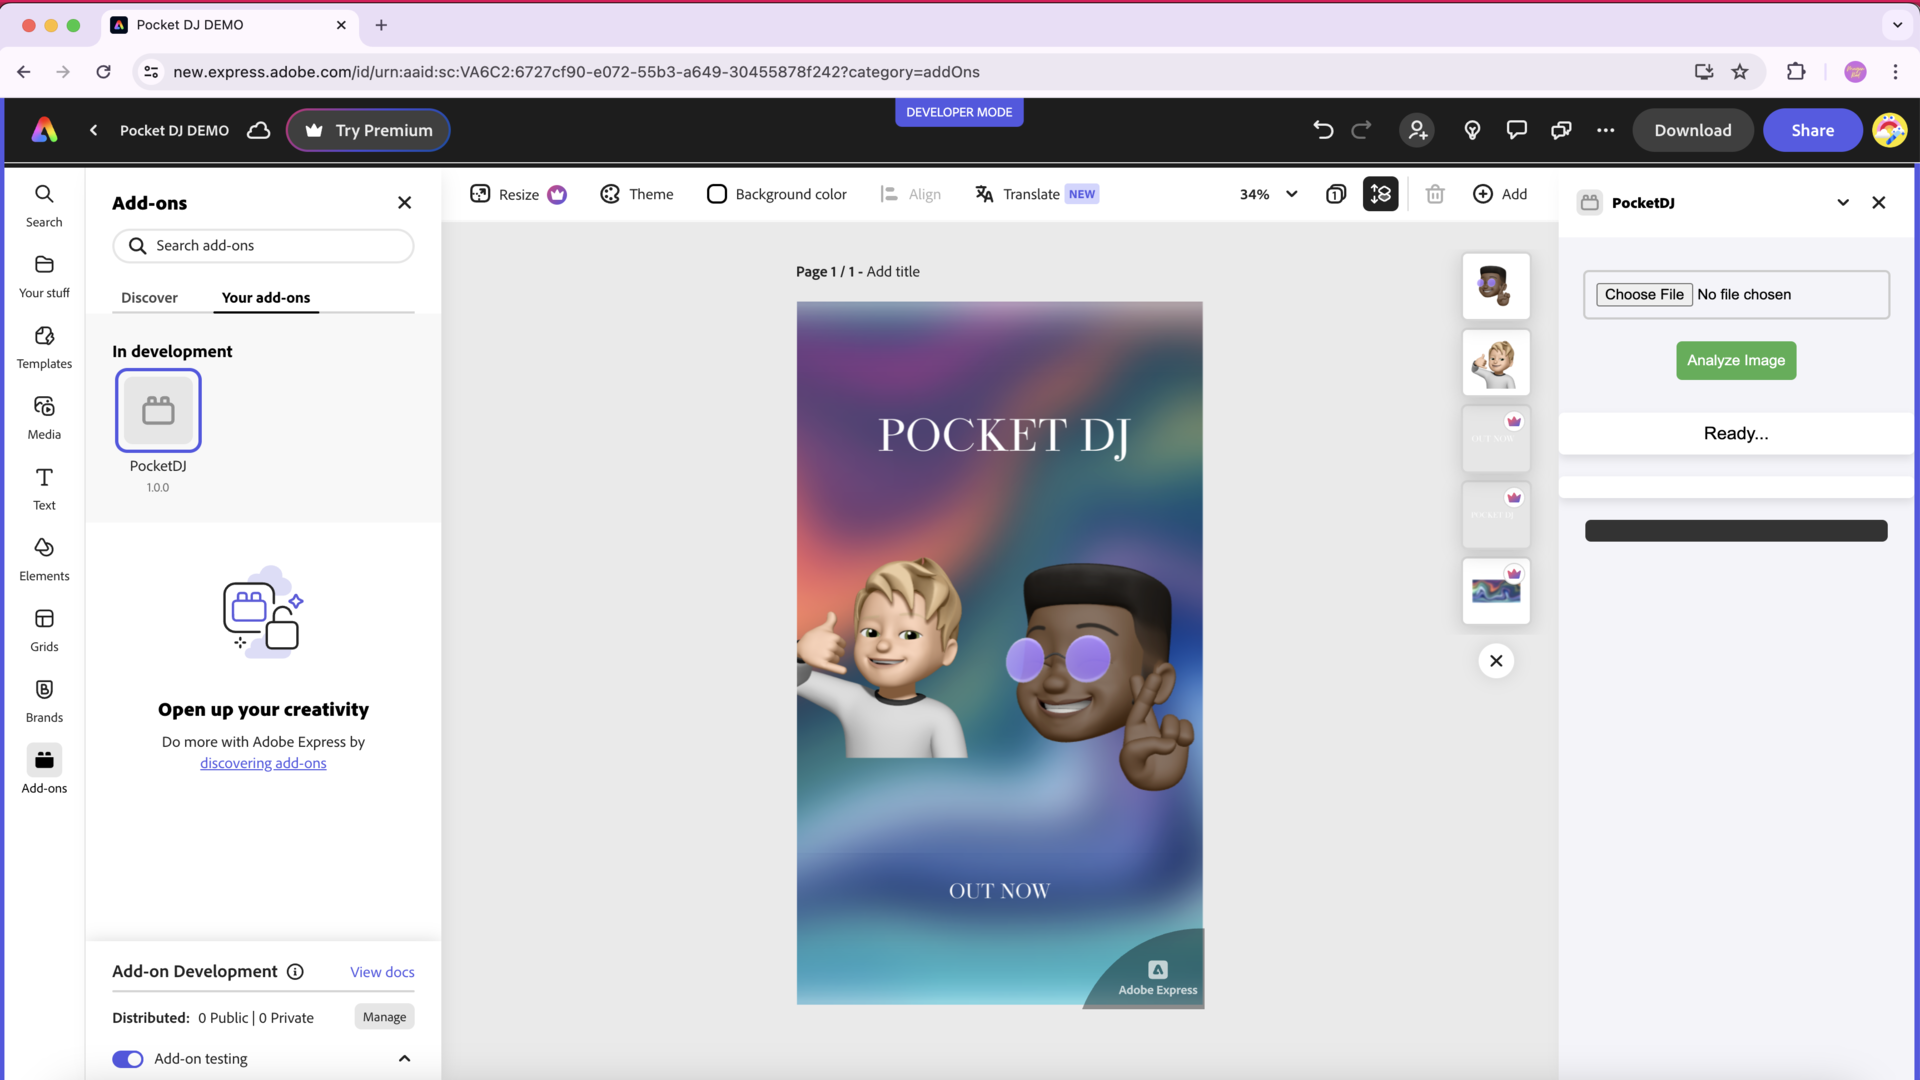 Pocket DJ DEMO
new.express.adobe.com/id/urn:aaid:sc:VA6C2:6727cf90-e072-55b3-a649-30455878f242?category=addOns
DEVELOPER MODE
Pocket DJ DEMO
Try Premium
Download
Share
Search
Your stuff
Templates
Media
Text
Elements
Grids
Brands
Add-ons
Add-ons
Search add-ons
Discover
Your add-ons
In development
PocketDJ
1.0.0
Open up your creativity
Do more with Adobe Express by
discovering add-ons
Add-on Development
View docs
Distributed: 0 Public | 0 Private
Manage
Add-on testing
Resize
Theme
Background color
Align
Translate NEW
34%
1
Add
Page 1 / 1 - Add title
POCKET DJ
OUT NOW
Adobe Express
OUT NOW
POCKET DJ
PocketDJ
Choose File No file chosen
Analyze Image
Ready...